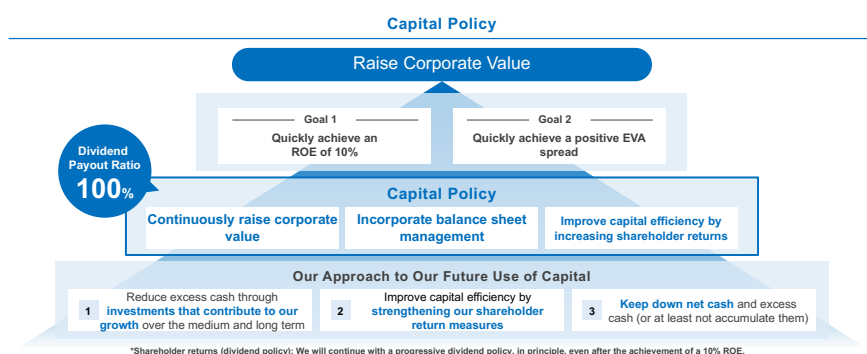 Capital Policy
Raise Corporate Value
Goal 1
Quickly achieve an
ROE of 10%
Goal 2
Quickly achieve a positive EVA
spread
Dividend
Payout Ratio
100%
Capital Policy
Continuously raise corporate
value
Incorporate balance sheet
management
Improve capital efficiency by
increasing shareholder returns
Our Approach to Our Future Use of Capital
1
Reduce excess cash through
investments that contribute to our
growth over the medium and long term
2
Improve capital efficiency by
strengthening our shareholder
return measures
3
Keep down net cash and excess
cash (or at least not accumulate them)
*Shareholder returns (dividend policy): We will continue with a progressive dividend policy, in principle, even after the achievement of a 10% ROE.